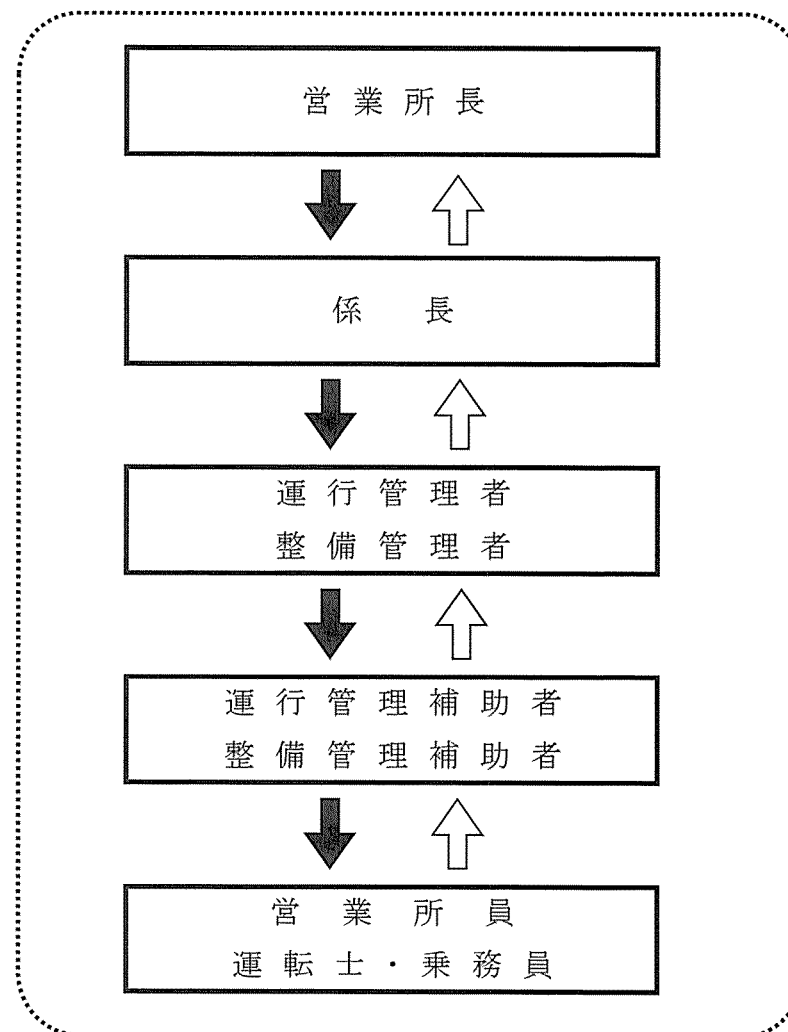 営業所長
係長
運行管理者
整備管理者
運行管理補助者
整備管理補助者
営業所員
運転士・乗務員